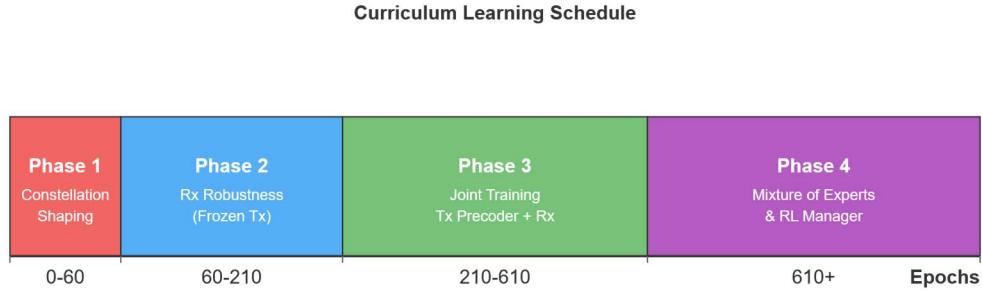 Curriculum Learning Schedule
Phase 1
Constellation
Shaping
Phase 2
Rx Robustness
(Frozen Tx)
Phase 3
Joint Training
Tx Precoder + Rx
Phase 4
Mixture of Experts
& RL Manager
0-60
60-210
210-610
610+
Epochs